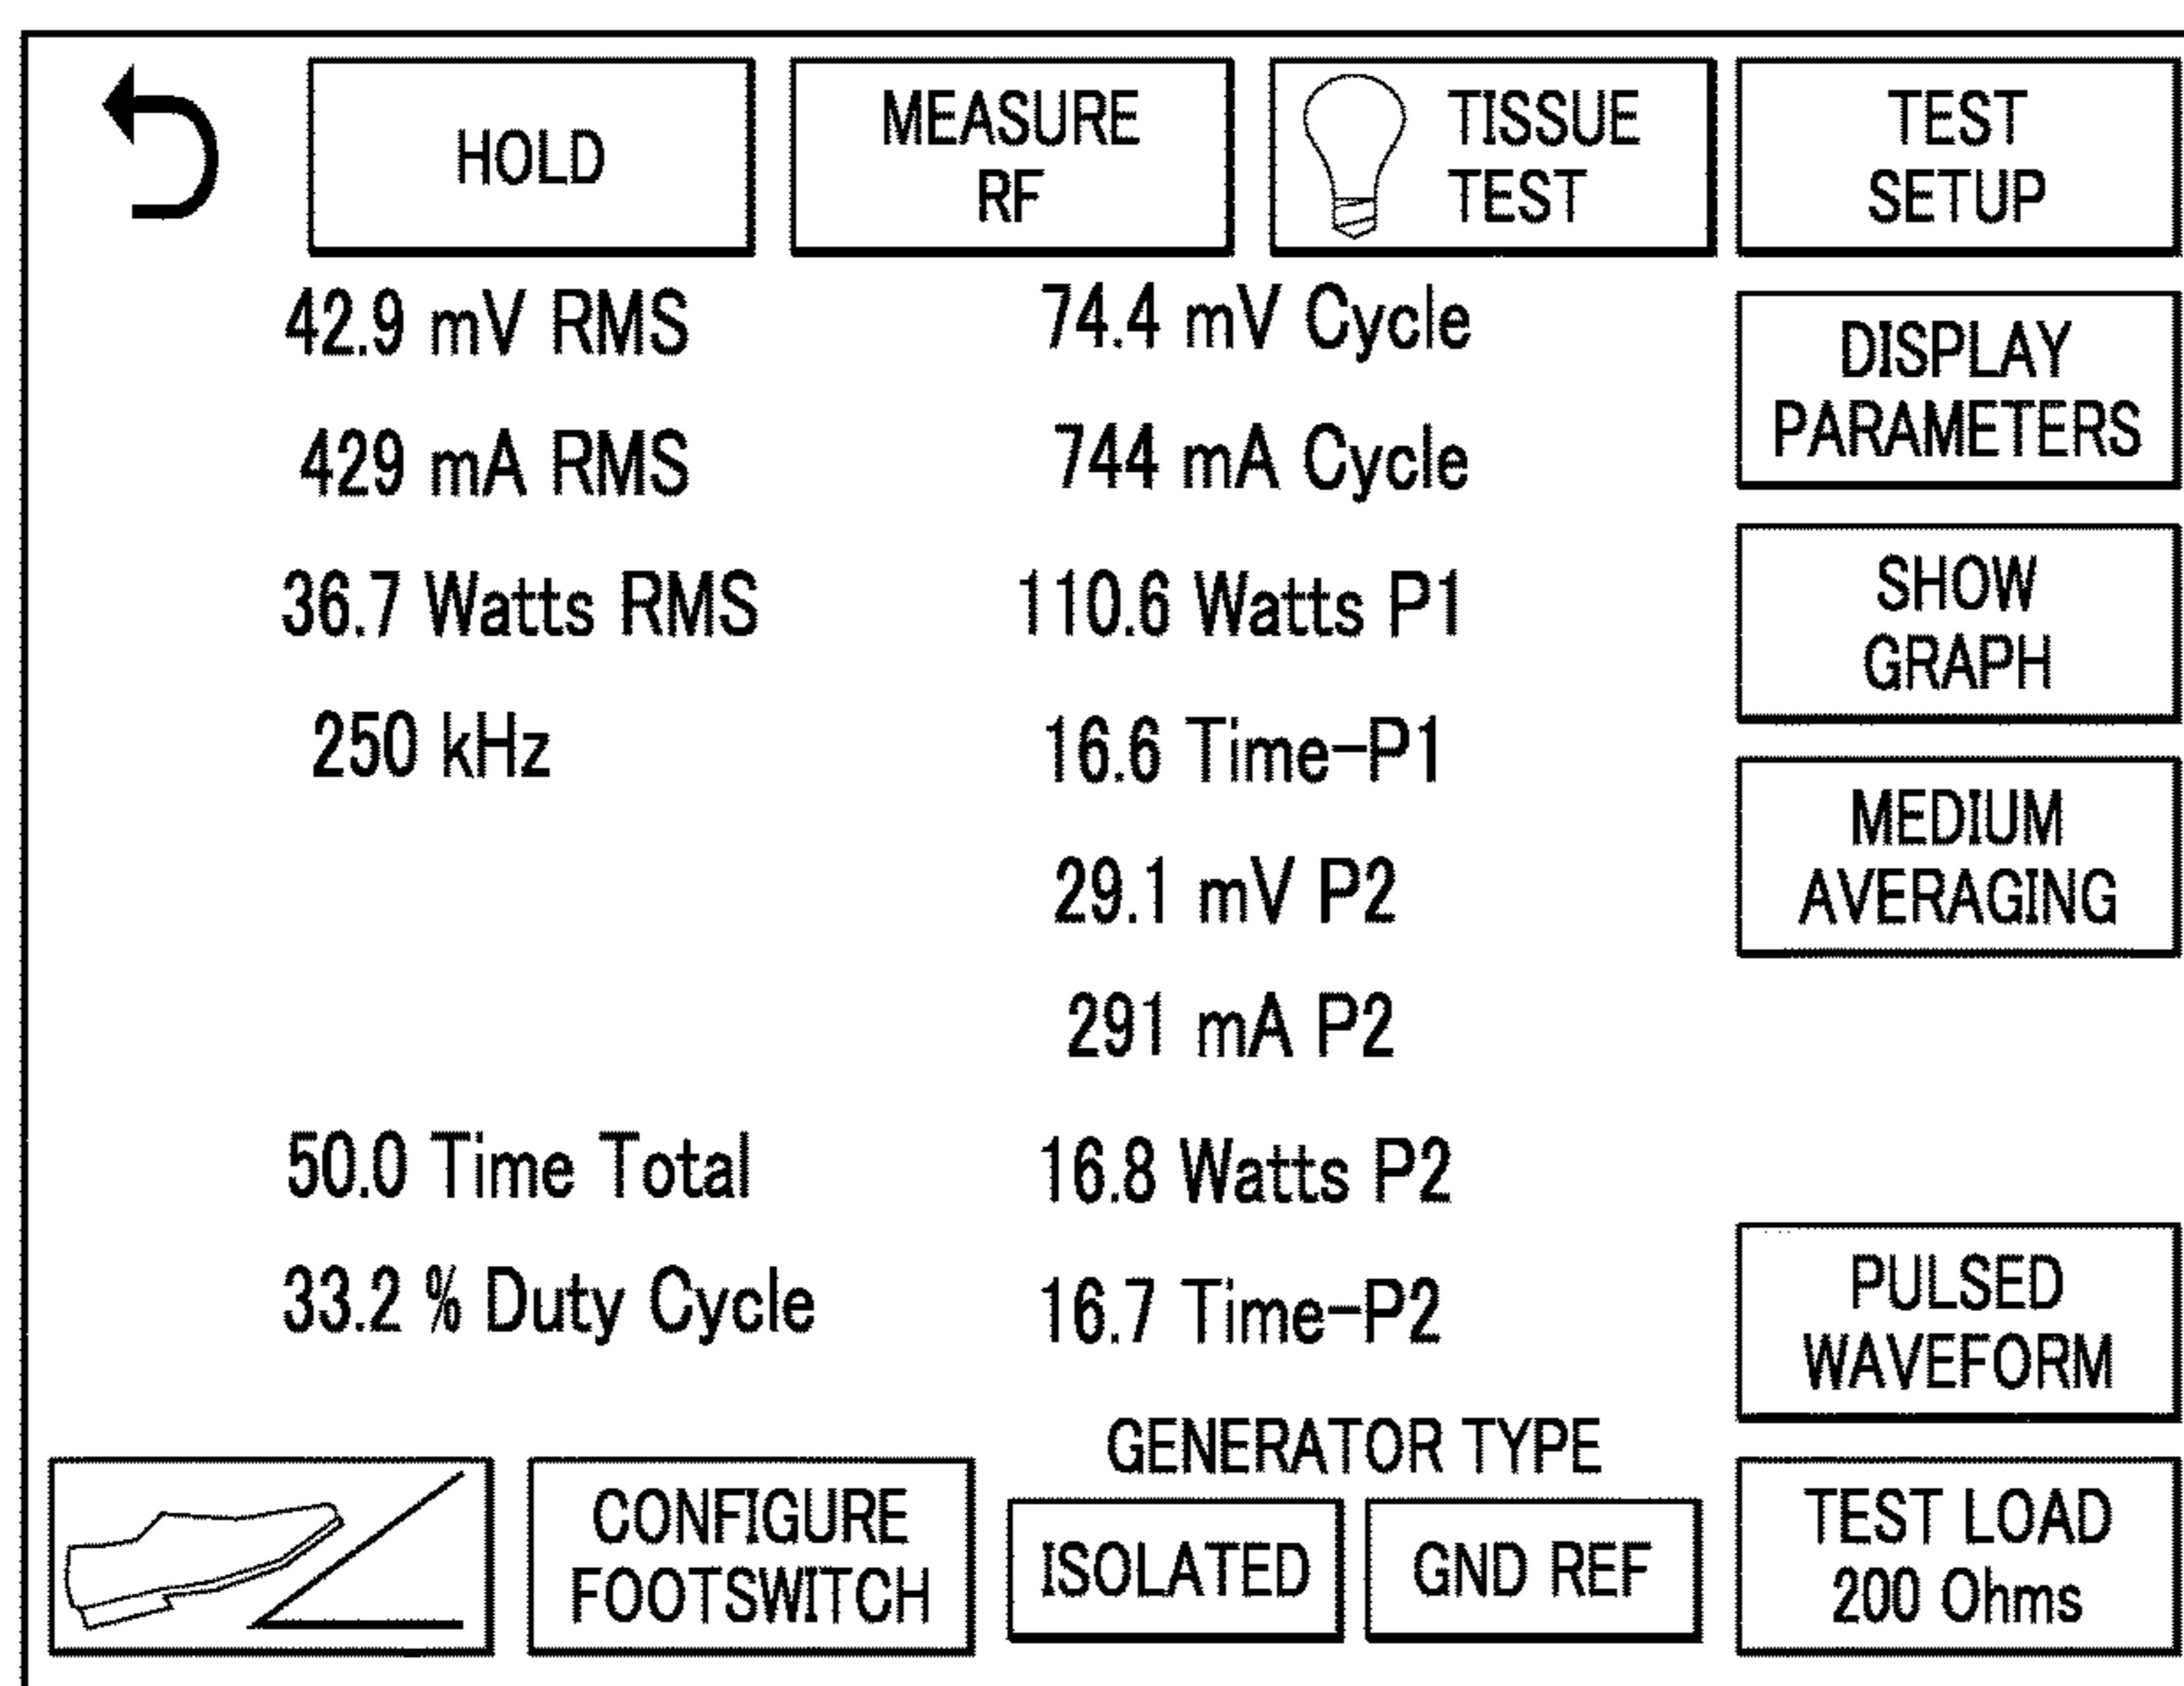 HOLD
MEASURE
RF
TISSUE
TEST
TEST
SETUP
42.9 mV RMS
74.4 mV Cycle
DISPLAY
PARAMETERS
429 mA RMS
744 mA Cycle
36.7 Watts RMS
110.6 Watts P1
SHOW
GRAPH
250 kHz
16.6 Time-P1
MEDIUM
AVERAGING
29.1 mV P2
291 mA P2
50.0 Time Total
16.8 Watts P2
33.2 % Duty Cycle
16.7 Time-P2
PULSED
WAVEFORM
GENERATOR TYPE
CONFIGURE
FOOTSWITCH
ISOLATED
GND REF
TEST LOAD
200 Ohms